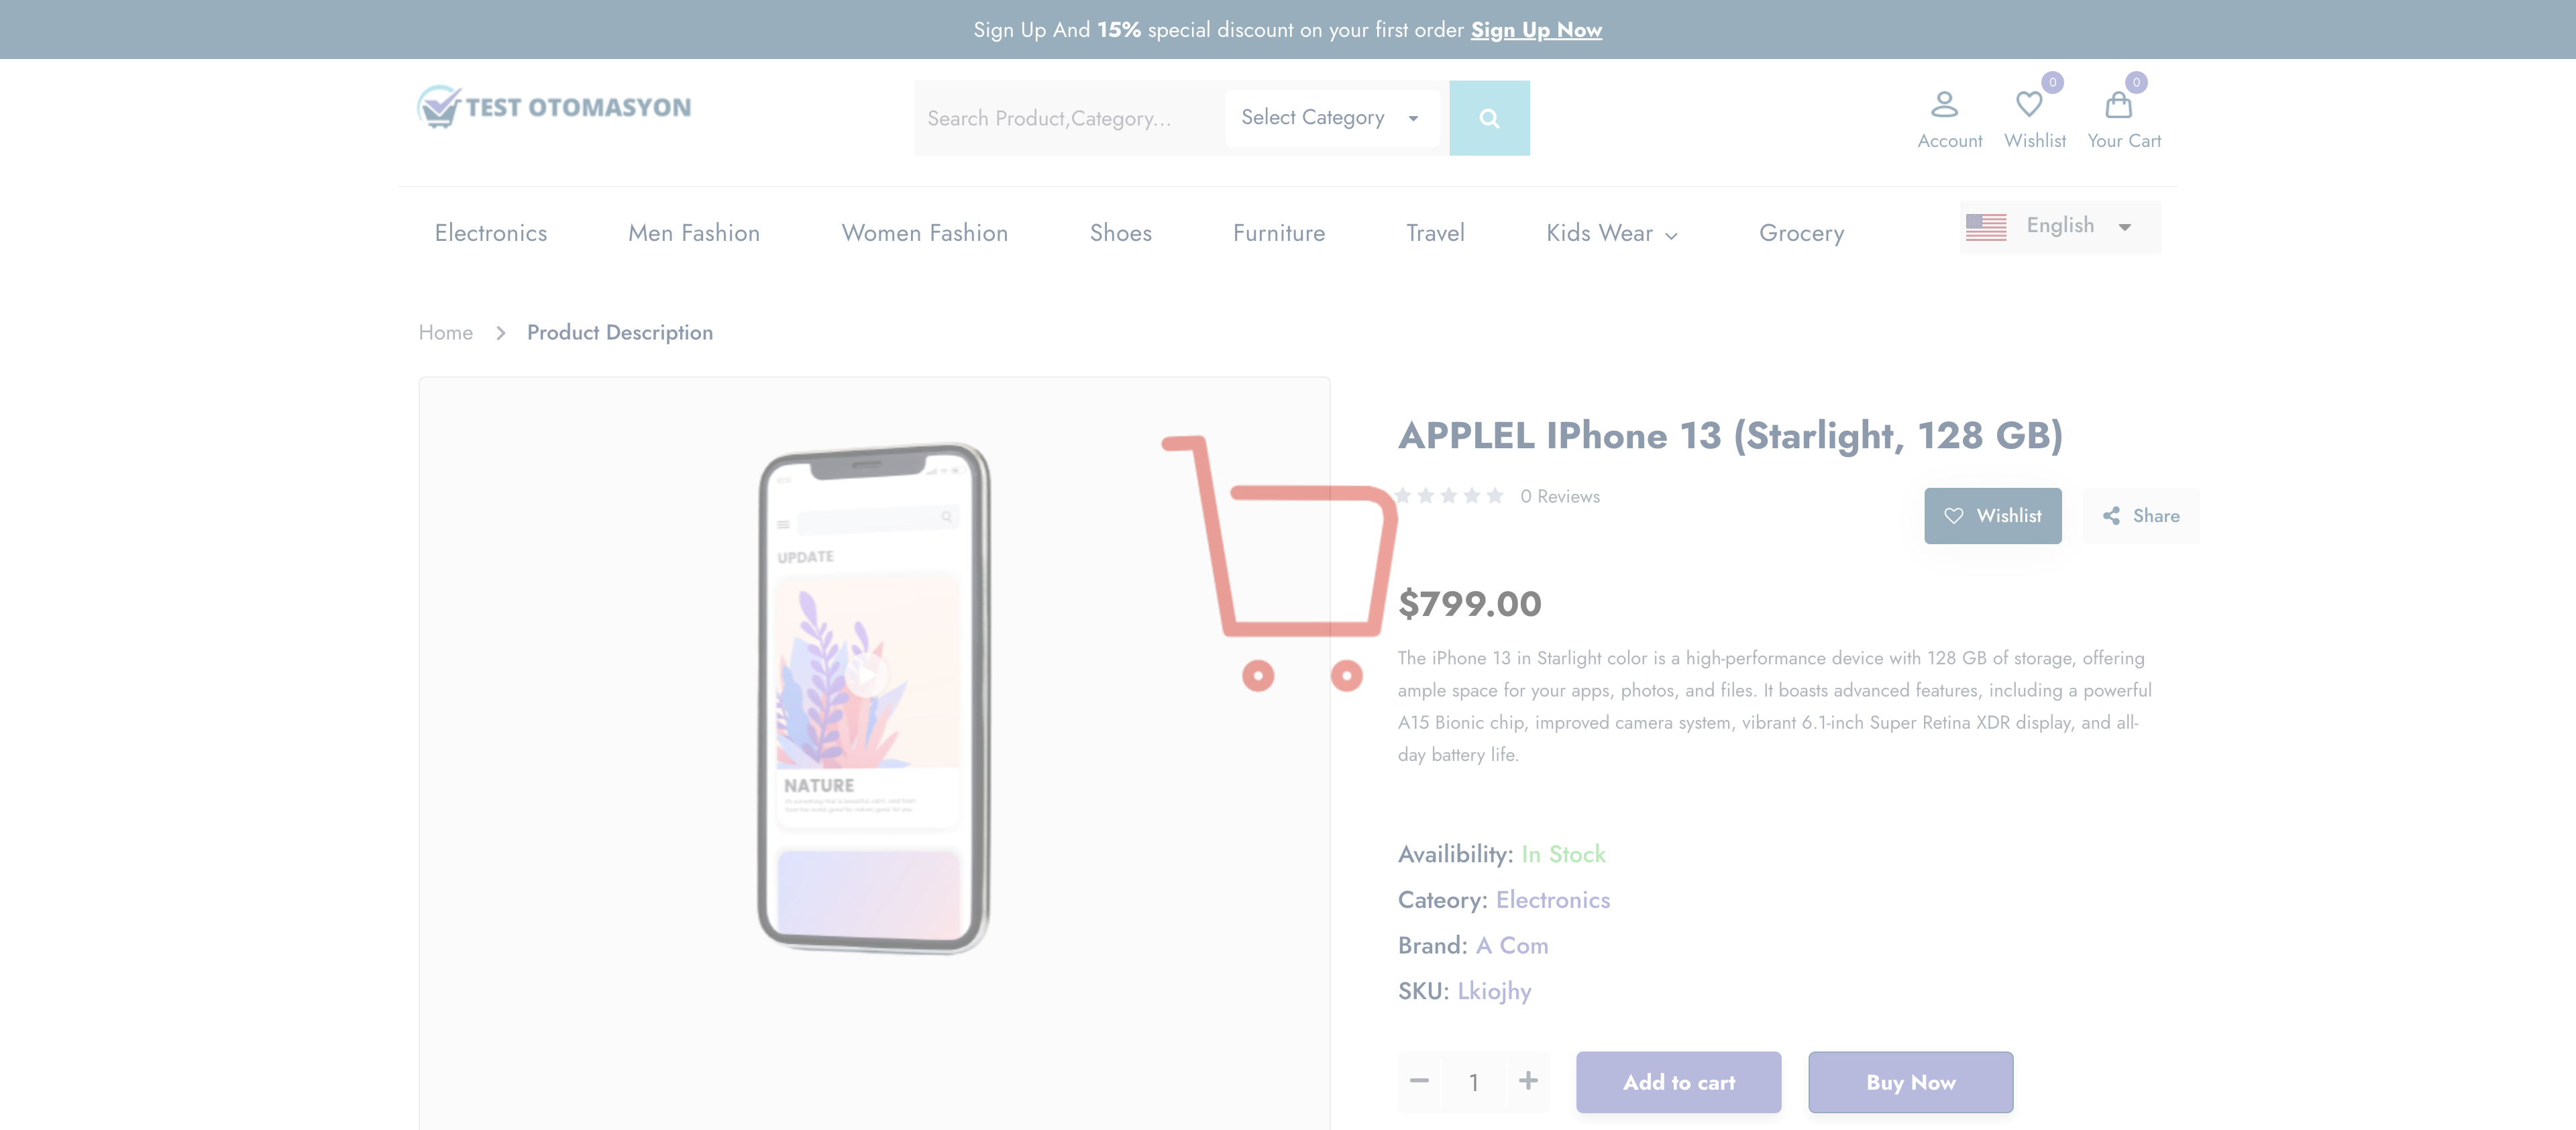 Sign Up And 15% special discount on your first order Sign Up Now
TEST OTOMASYON
Search Product,Category...
Select Category
0
0
Account
Wishlist
Your Cart
Electronics
Men Fashion
Women Fashion
Shoes
Furniture
Travel
Kids Wear
Grocery
English
Home
Product Description
APPLEL IPhone 13 (Starlight, 128 GB)
0 Reviews
Wishlist
Share
UPDATE
NATURE
$799.00
The iPhone 13 in Starlight color is a high-performance device with 128 GB of storage, offering
ample space for your apps, photos, and files. It boasts advanced features, including a powerful
A15 Bionic chip, improved camera system, vibrant 6.1-inch Super Retina XDR display, and all-
day battery life.
Availibility: In Stock
Cateory: Electronics
Brand: A Com
SKU: Lkiojhy
1
Add to cart
Buy Now